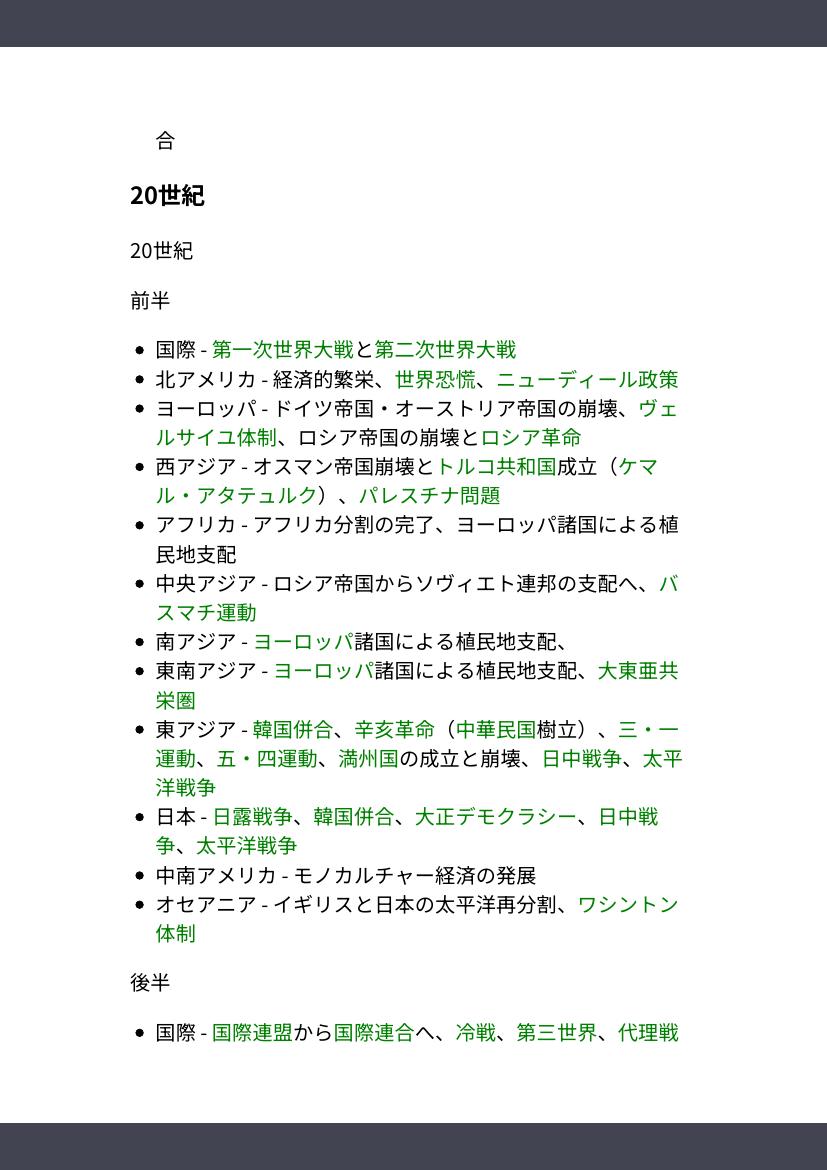 合
20世紀
20世紀
前半
• 国際 - 第一次世界大戦と第二次世界大戦
• 北アメリカ - 経済的繁栄、世界恐慌、ニューディール政策
• ヨーロッパ - ドイツ帝国・オーストリア帝国の崩壊、ヴェ
ルサイユ体制、ロシア帝国の崩壊とロシア革命
• 西アジア - オスマン帝国崩壊とトルコ共和国成立（ケマ
ル・アタテュルク）、パレスチナ問題
• アフリカ - アフリカ分割の完了、ヨーロッパ諸国による植
民地支配
• 中央アジア - ロシア帝国からソヴィエト連邦の支配へ、バ
スマチ運動
• 南アジア - ヨーロッパ諸国による植民地支配、
• 東南アジア - ヨーロッパ諸国による植民地支配、大東亜共
栄圏
• 東アジア - 韓国併合、辛亥革命（中華民国樹立）、三・一
運動、五・四運動、満州国の成立と崩壊、日中戦争、太平
洋戦争
• 日本 - 日露戦争、韓国併合、大正デモクラシー、日中戦
争、太平洋戦争
• 中南アメリカ - モノカルチャー経済の発展
• オセアニア - イギリスと日本の太平洋再分割、ワシントン
体制
後半
• 国際 - 国際連盟から国際連合へ、冷戦、第三世界、代理戦